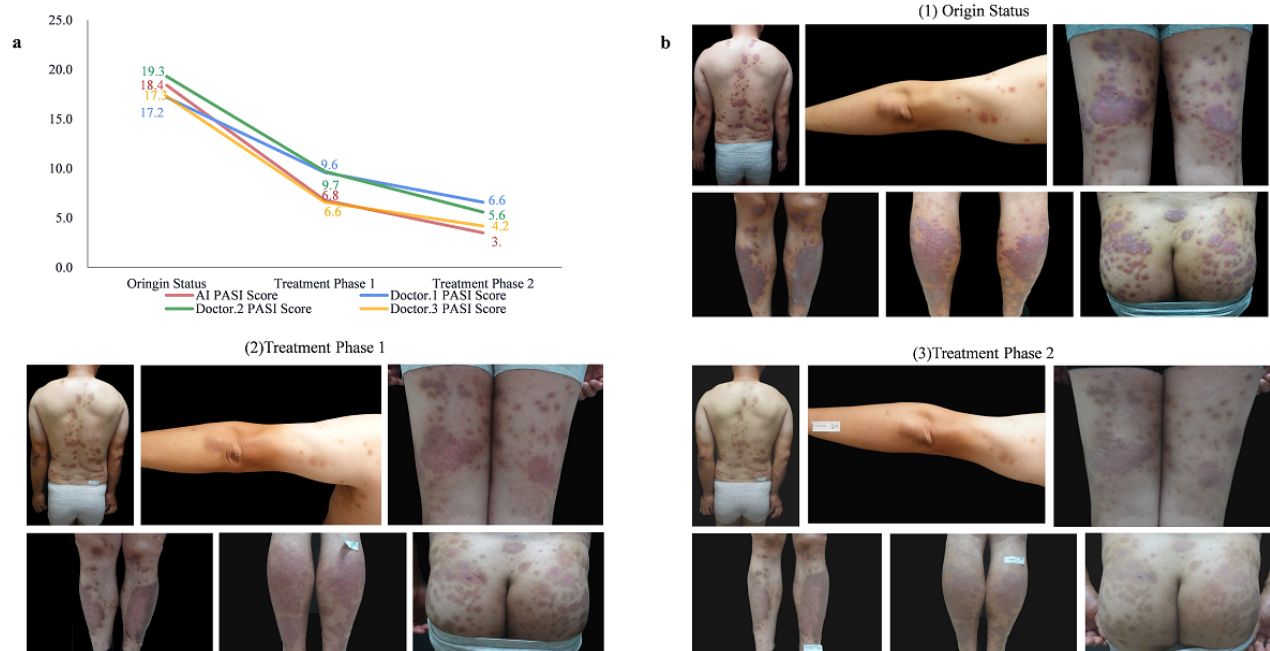 (1) Origin Status
a
b
25.0
20.0
15.0
10.0
5.0
0.0
19.3
18.4
17.3
17.2
9.6
9.7
6.8
6.6
6.6
5.6
4.2
3.
Oringin Status
Treatment Phase 1
Treatment Phase 2
AI PASI Score
Doctor.1 PASI Score
Doctor.2 PASI Score
Doctor.3 PASI Score
(2)Treatment Phase 1
(3)Treatment Phase 2